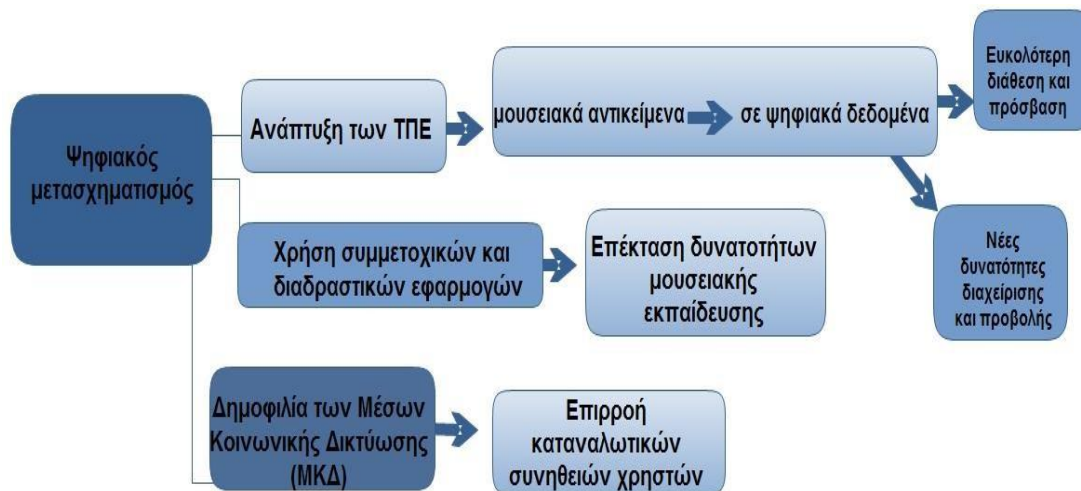 Ψηφιακός
μετασχηματισμός
Ανάπτυξη των ΤΠΕ
μουσειακά αντικείμενα
σε ψηφιακά δεδομένα
Ευκολότερη
διάθεση και
πρόσβαση
Νέες
δυνατότητες
διαχείρισης
και προβολής
Χρήση συμμετοχικών και
διαδραστικών εφαρμογών
Επέκταση δυνατοτήτων
μουσειακής
εκπαίδευσης
Δημοφιλία των Μέσων
Κοινωνικής Δικτύωσης
(ΜΚΔ)
Επιρροή
καταναλωτικών
συνηθειών χρηστών